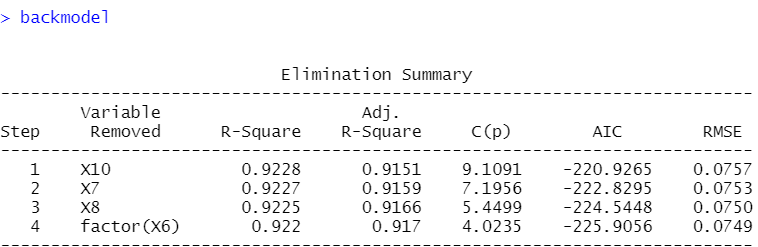 > backmodel
Elimination Summary
Variable Adj.
Step Removed R-Square R-Square C(p) AIC RMSE
1 X10 0.9228 0.9151 9.1091 -220.9265 0.0757
2 X7 0.9227 0.9159 7.1956 -222.8295 0.0753
3 X8 0.9225 0.9166 5.4499 -224.5448 0.0750
4 factor(X6) 0.922 0.917 4.0235 -225.9056 0.0749